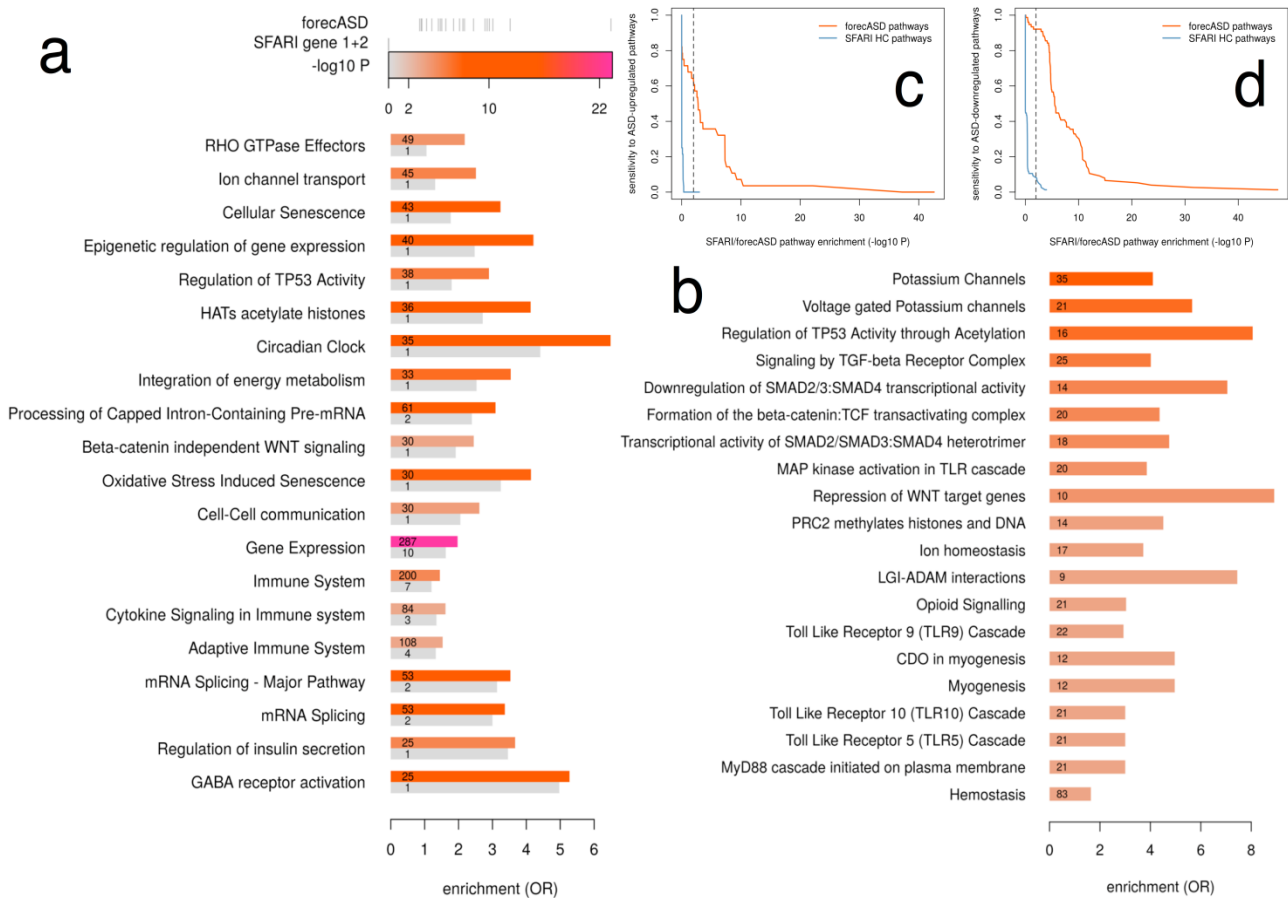 a
forecASD
SFARI gene 1+2
-log10 P
0 2 10 22
RHO GTPase Effectors
49
1
Ion channel transport
45
1
Cellular Senescence
43
1
Epigenetic regulation of gene expression
40
1
Regulation of TP53 Activity
38
1
HATs acetylate histones
36
1
Circadian Clock
35
1
Integration of energy metabolism
33
1
Processing of Capped Intron-Containing Pre-mRNA
61
2
Beta-catenin independent WNT signaling
30
1
Oxidative Stress Induced Senescence
30
1
Cell-Cell communication
30
1
Gene Expression
287
10
Immune System
200
7
Cytokine Signaling in Immune system
84
3
Adaptive Immune System
108
4
mRNA Splicing - Major Pathway
53
2
mRNA Splicing
53
2
Regulation of insulin secretion
25
1
GABA receptor activation
25
1
0 1 2 3 4 5 6
enrichment (OR)
c
forecASD pathways
SFARI HC pathways
sensitivity to ASD-upregulated pathways
1.0
0.8
0.6
0.4
0.2
0.0
0 10 20 30 40
SFARI/forecASD pathway enrichment (-log10 P)
d
forecASD pathways
SFARI HC pathways
sensitivity to ASD-downregulated pathways
1.0
0.8
0.6
0.4
0.2
0.0
0 10 20 30 40
SFARI/forecASD pathway enrichment (-log10 P)
b
Potassium Channels
35
Voltage gated Potassium channels
21
Regulation of TP53 Activity through Acetylation
16
Signaling by TGF-beta Receptor Complex
25
Downregulation of SMAD2/3:SMAD4 transcriptional activity
14
Formation of the beta-catenin:TCF transactivating complex
20
Transcriptional activity of SMAD2/SMAD3:SMAD4 heterotrimer
18
MAP kinase activation in TLR cascade
20
Repression of WNT target genes
10
PRC2 methylates histones and DNA
14
Ion homeostasis
17
LGI-ADAM interactions
9
Opioid Signalling
21
Toll Like Receptor 9 (TLR9) Cascade
22
CDO in myogenesis
12
Myogenesis
12
Toll Like Receptor 10 (TLR10) Cascade
21
Toll Like Receptor 5 (TLR5) Cascade
21
MyD88 cascade initiated on plasma membrane
21
Hemostasis
83
0 2 4 6 8
enrichment (OR)